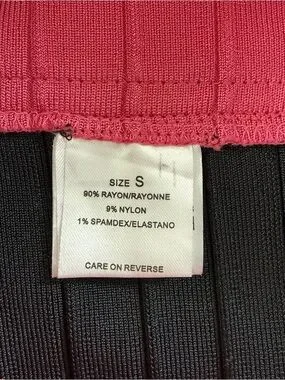 SIZE S
90% RAYON/RAYONNE
9% NYLON
1% SPAMDEX/ELASTANO
CARE ON REVERSE